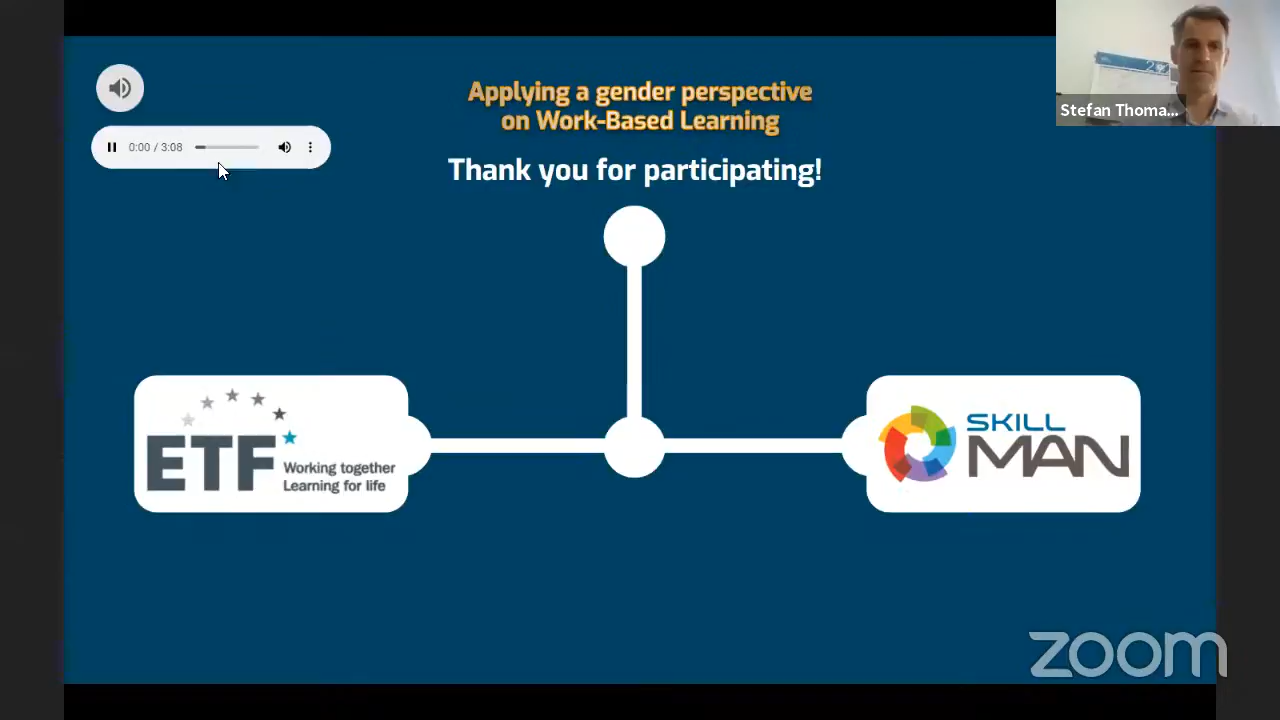 Applying a gender perspective
on Work-Based Learning
Thank you for participating!
0:00 / 3:08
Stefan Thoma...
ETF
Working together
Learning for life
SKILL
MAN
zoom